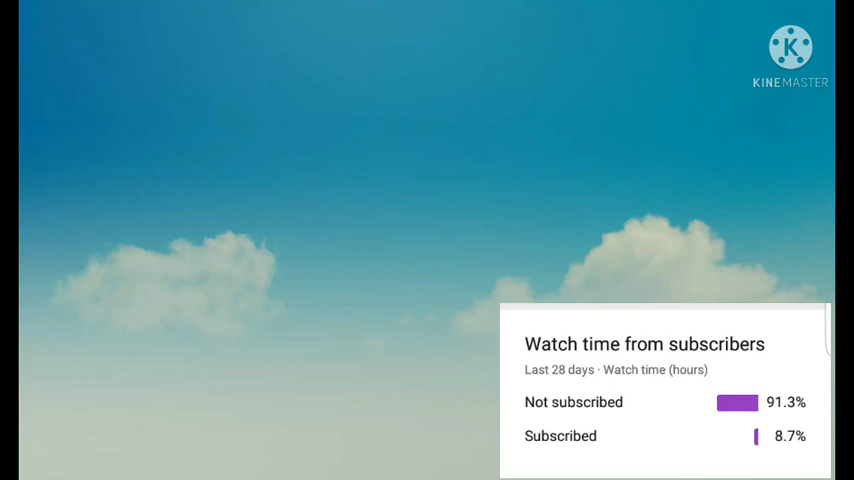 K
KINEMASTER
Watch time from subscribers
Last 28 days · Watch time (hours)
Not subscribed 91.3%
Subscribed 8.7%